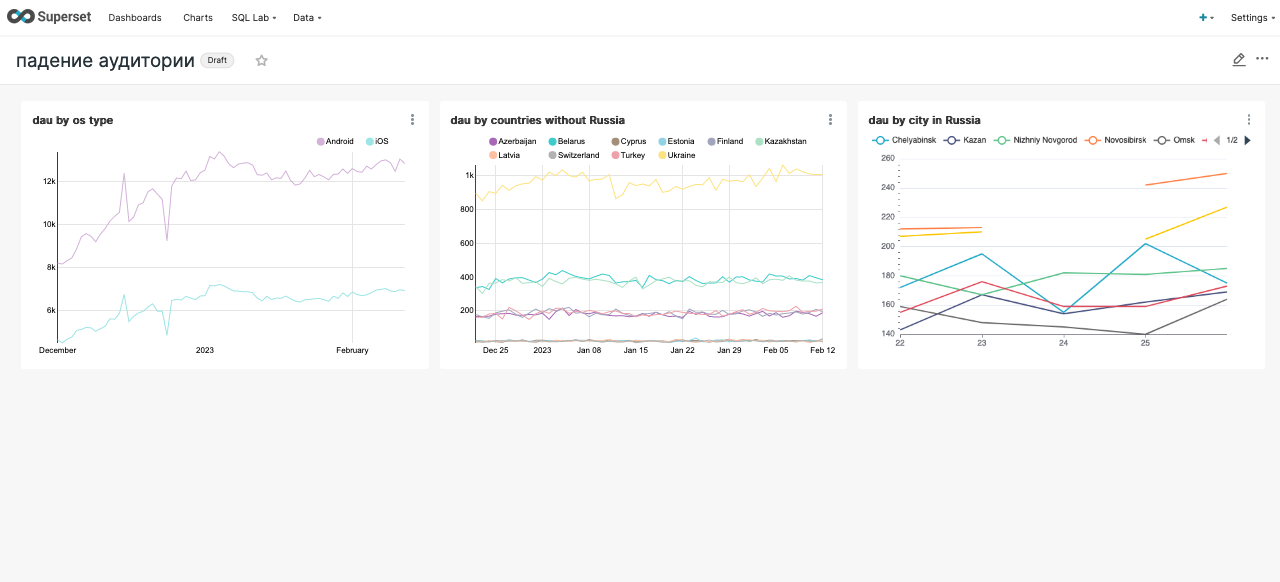 Superset Dashboards Charts SQL Lab Data + Settings
падение аудитории Draft
dau by os type
Android iOS
12k
10k
8k
6k
December 2023 February
dau by countries without Russia
Azerbaijan Belarus Cyprus Estonia Finland Kazakhstan
Latvia Switzerland Turkey Ukraine
1k
800
600
400
200
Dec 25 2023 Jan 08 Jan 15 Jan 22 Jan 29 Feb 05 Feb 12
dau by city in Russia
Chelyabinsk Kazan Nizhniy Novgorod Novosibirsk Omsk 1/2
260
240
220
200
180
160
140
22 23 24 25